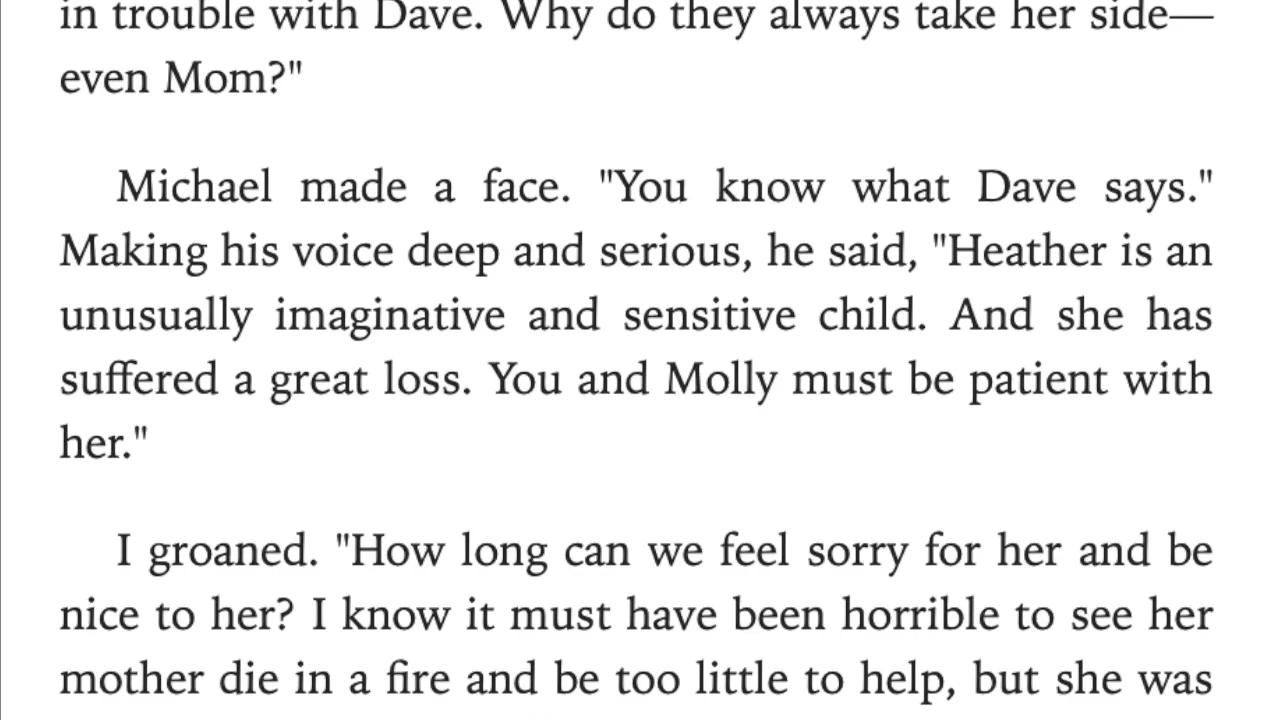 in trouble with Dave. Why do they always take her side—
even Mom?"
Michael made a face. "You know what Dave says."
Making his voice deep and serious, he said, "Heather is an
unusually imaginative and sensitive child. And she has
suffered a great loss. You and Molly must be patient with
her."
I groaned. "How long can we feel sorry for her and be
nice to her? I know it must have been horrible to see her
mother die in a fire and be too little to help, but she was